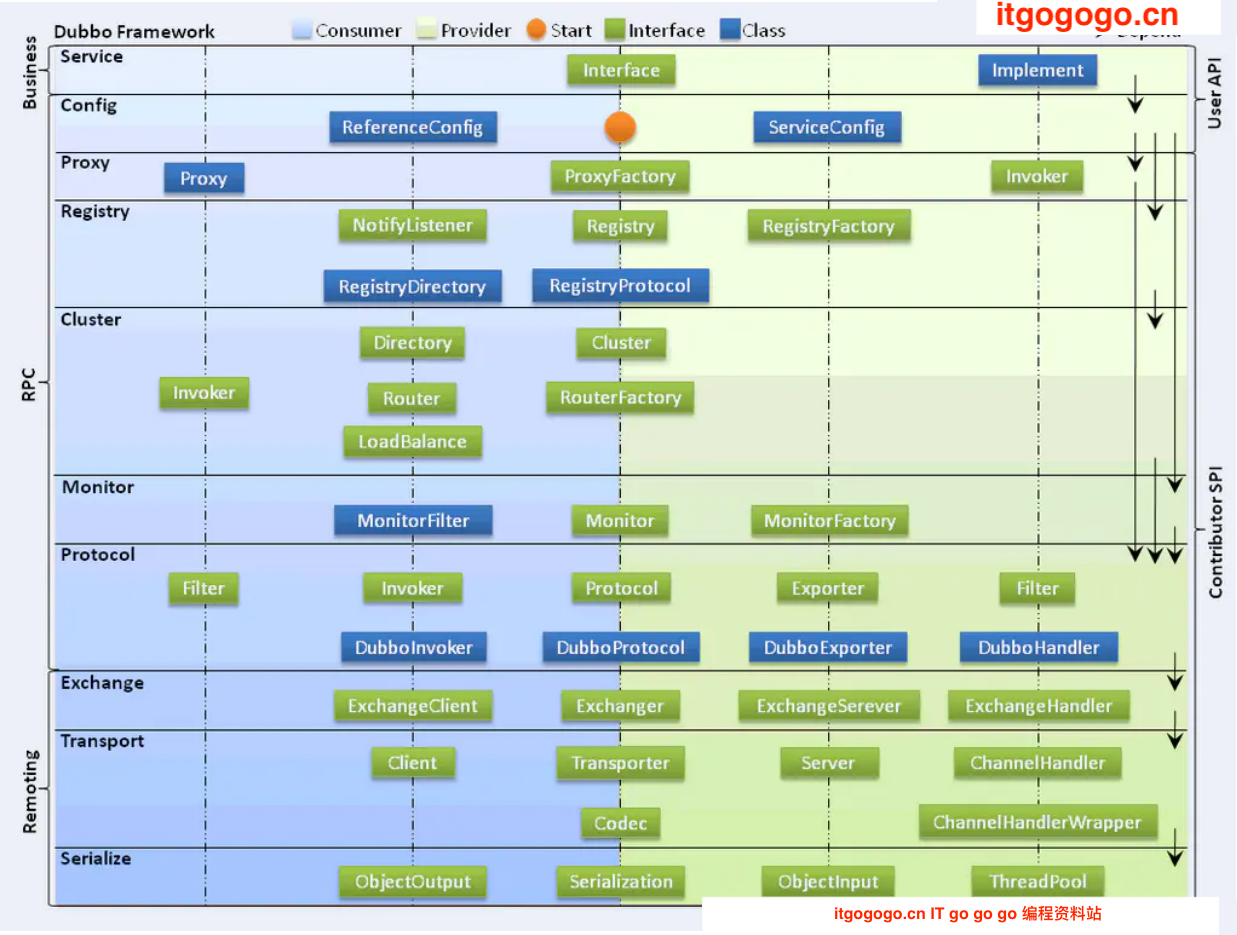 itgogogo.cn
Dubbo Framework Consumer Provider Start Interface Class Depend
Business
Service
Interface Implement
User API
Config
ReferenceConfig ServiceConfig
Proxy
Proxy ProxyFactory Invoker
RPC
Registry
NotifyListener Registry RegistryFactory
RegistryDirectory RegistryProtocol
Cluster
Directory Cluster
Invoker Router RouterFactory
LoadBalance
Contributor SPI
Monitor
MonitorFilter Monitor MonitorFactory
Protocol
Filter Invoker Protocol Exporter Filter
DubboInvoker DubboProtocol DubboExporter DubboHandler
Remoting
Exchange
ExchangeClient Exchanger ExchangeSerever ExchangeHandler
Transport
Client Transporter Server ChannelHandler
Codec ChannelHandlerWrapper
Serialize
ObjectOutput Serialization ObjectInput ThreadPool
itgogogo.cn IT go go go 编程资料站